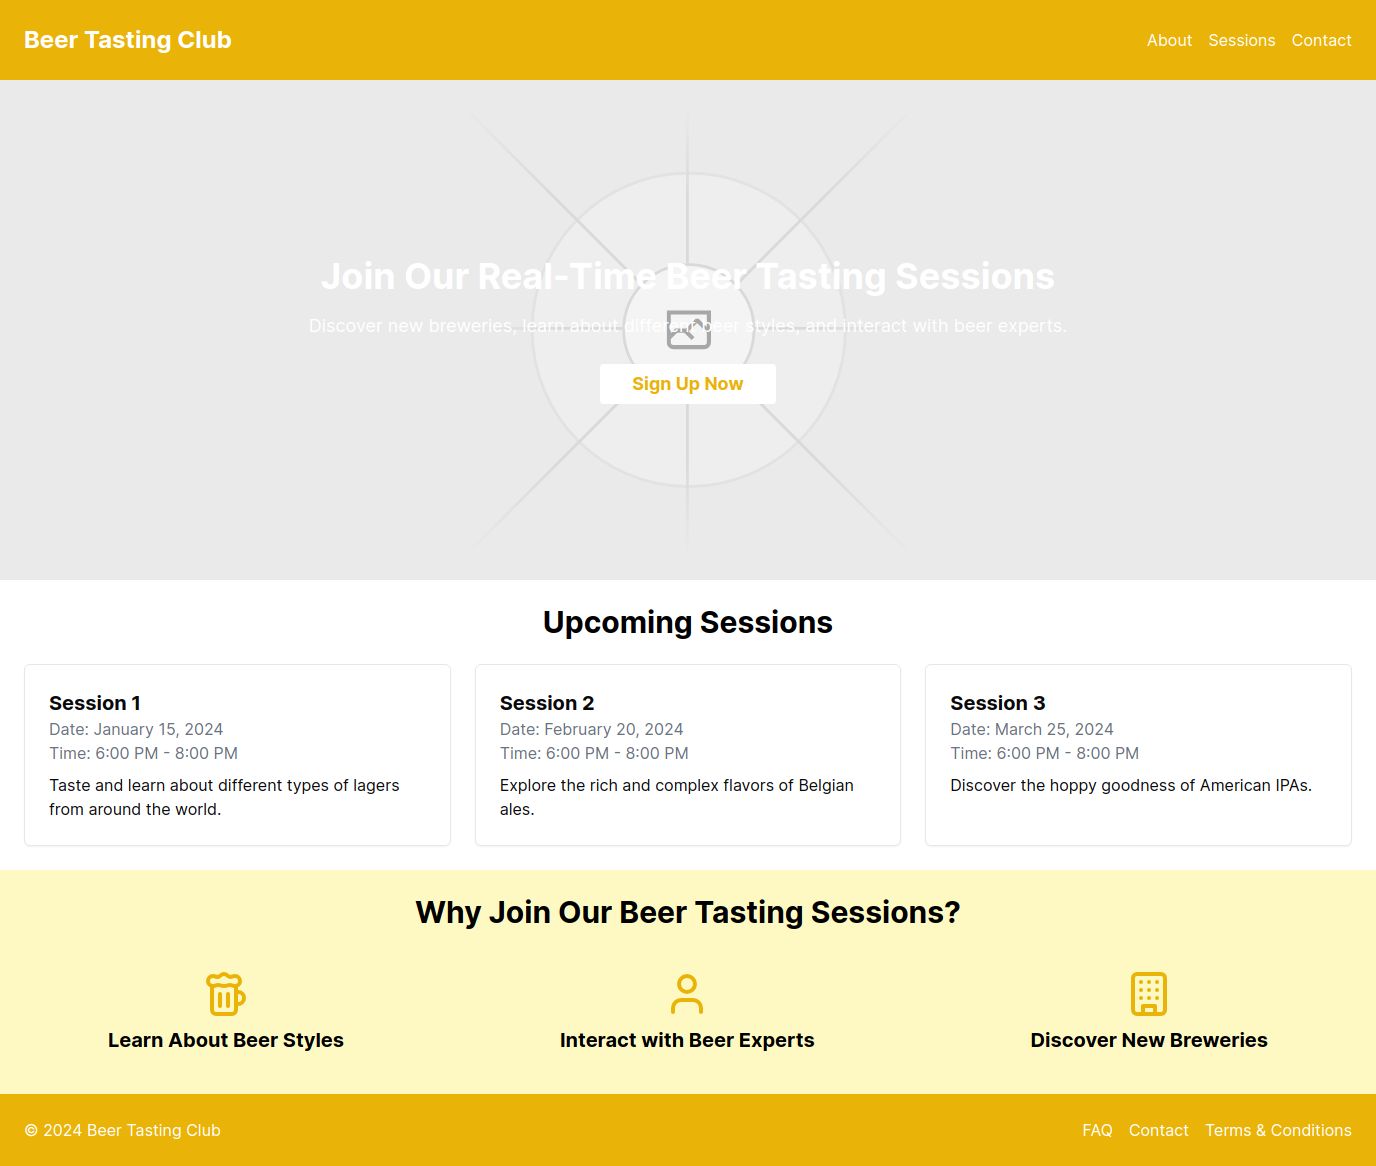 Beer Tasting Club
About Sessions Contact
Join Our Real-Time Beer Tasting Sessions
Discover new breweries, learn about different beer styles, and interact with beer experts.
Sign Up Now
Upcoming Sessions
Session 1
Date: January 15, 2024
Time: 6:00 PM - 8:00 PM
Taste and learn about different types of lagers
from around the world.
Session 2
Date: February 20, 2024
Time: 6:00 PM - 8:00 PM
Explore the rich and complex flavors of Belgian
ales.
Session 3
Date: March 25, 2024
Time: 6:00 PM - 8:00 PM
Discover the hoppy goodness of American IPAs.
Why Join Our Beer Tasting Sessions?
Learn About Beer Styles
Interact with Beer Experts
Discover New Breweries
© 2024 Beer Tasting Club
FAQ Contact Terms & Conditions